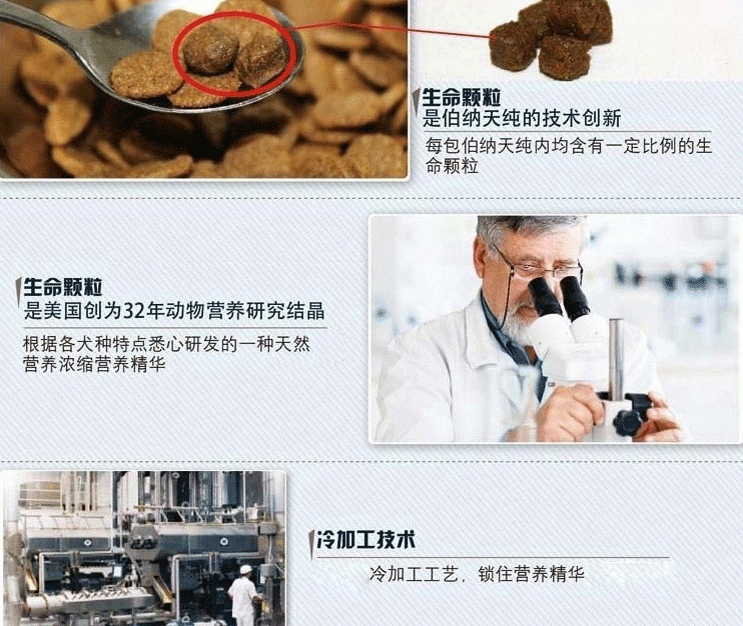 生命颗粒
是伯纳天纯的技术创新
每包伯纳天纯内均含有一定比例的生
命颗粒
生命颗粒
是美国创为32年动物营养研究结晶
根据各犬种特点悉心研发的一种天然
营养浓缩营养精华
冷加工技术
冷加工工艺，锁住营养精华